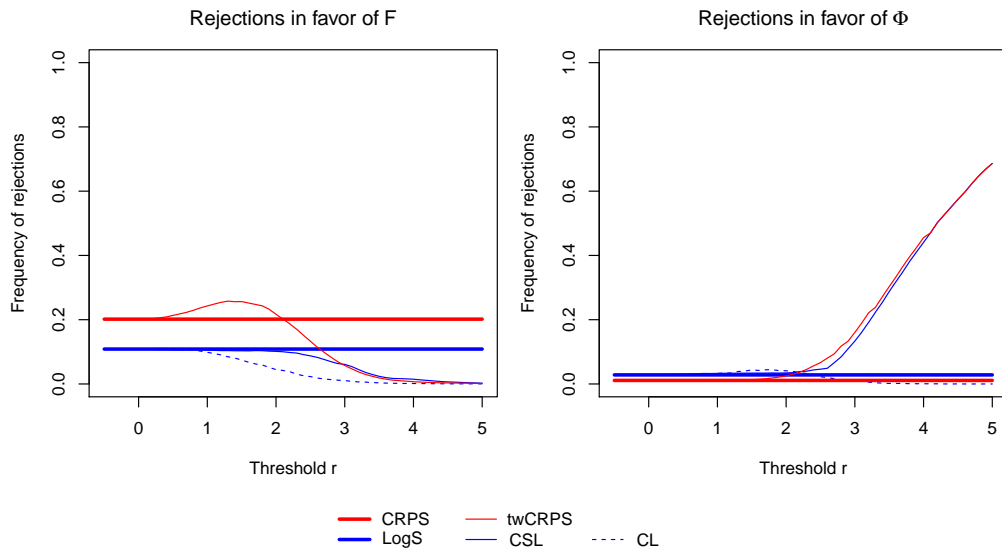 Rejections in favor of F
Frequency of rejections
1.0
0.8
0.6
0.4
0.2
0.0
0 1 2 3 4 5
Threshold r
Rejections in favor of Φ
Frequency of rejections
1.0
0.8
0.6
0.4
0.2
0.0
0 1 2 3 4 5
Threshold r
CRPS twCRPS
LogS CSL CL